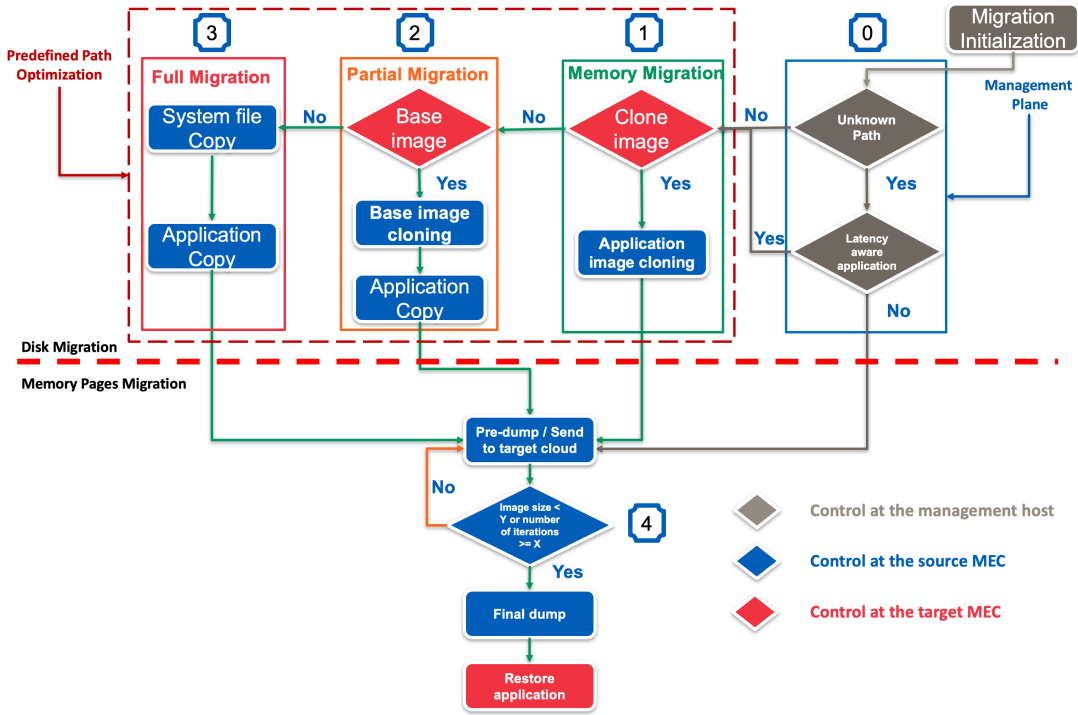 3
2
1
0
Migration
Initialization
Predefined Path
Optimization
Full Migration
Partial Migration
Memory Migration
Management
Plane
System file
Copy
No
Base
image
No
Clone
image
No
Unknown
Path
Yes
Yes
Yes
Application
Copy
Base image
cloning
Application
image cloning
Yes
Latency
aware
application
Application
Copy
No
Disk Migration
Memory Pages Migration
Pre-dump / Send
to target cloud
No
Image size <
Y or number
of iterations
>= X
4
Yes
Final dump
Restore
application
Control at the management host
Control at the source MEC
Control at the target MEC